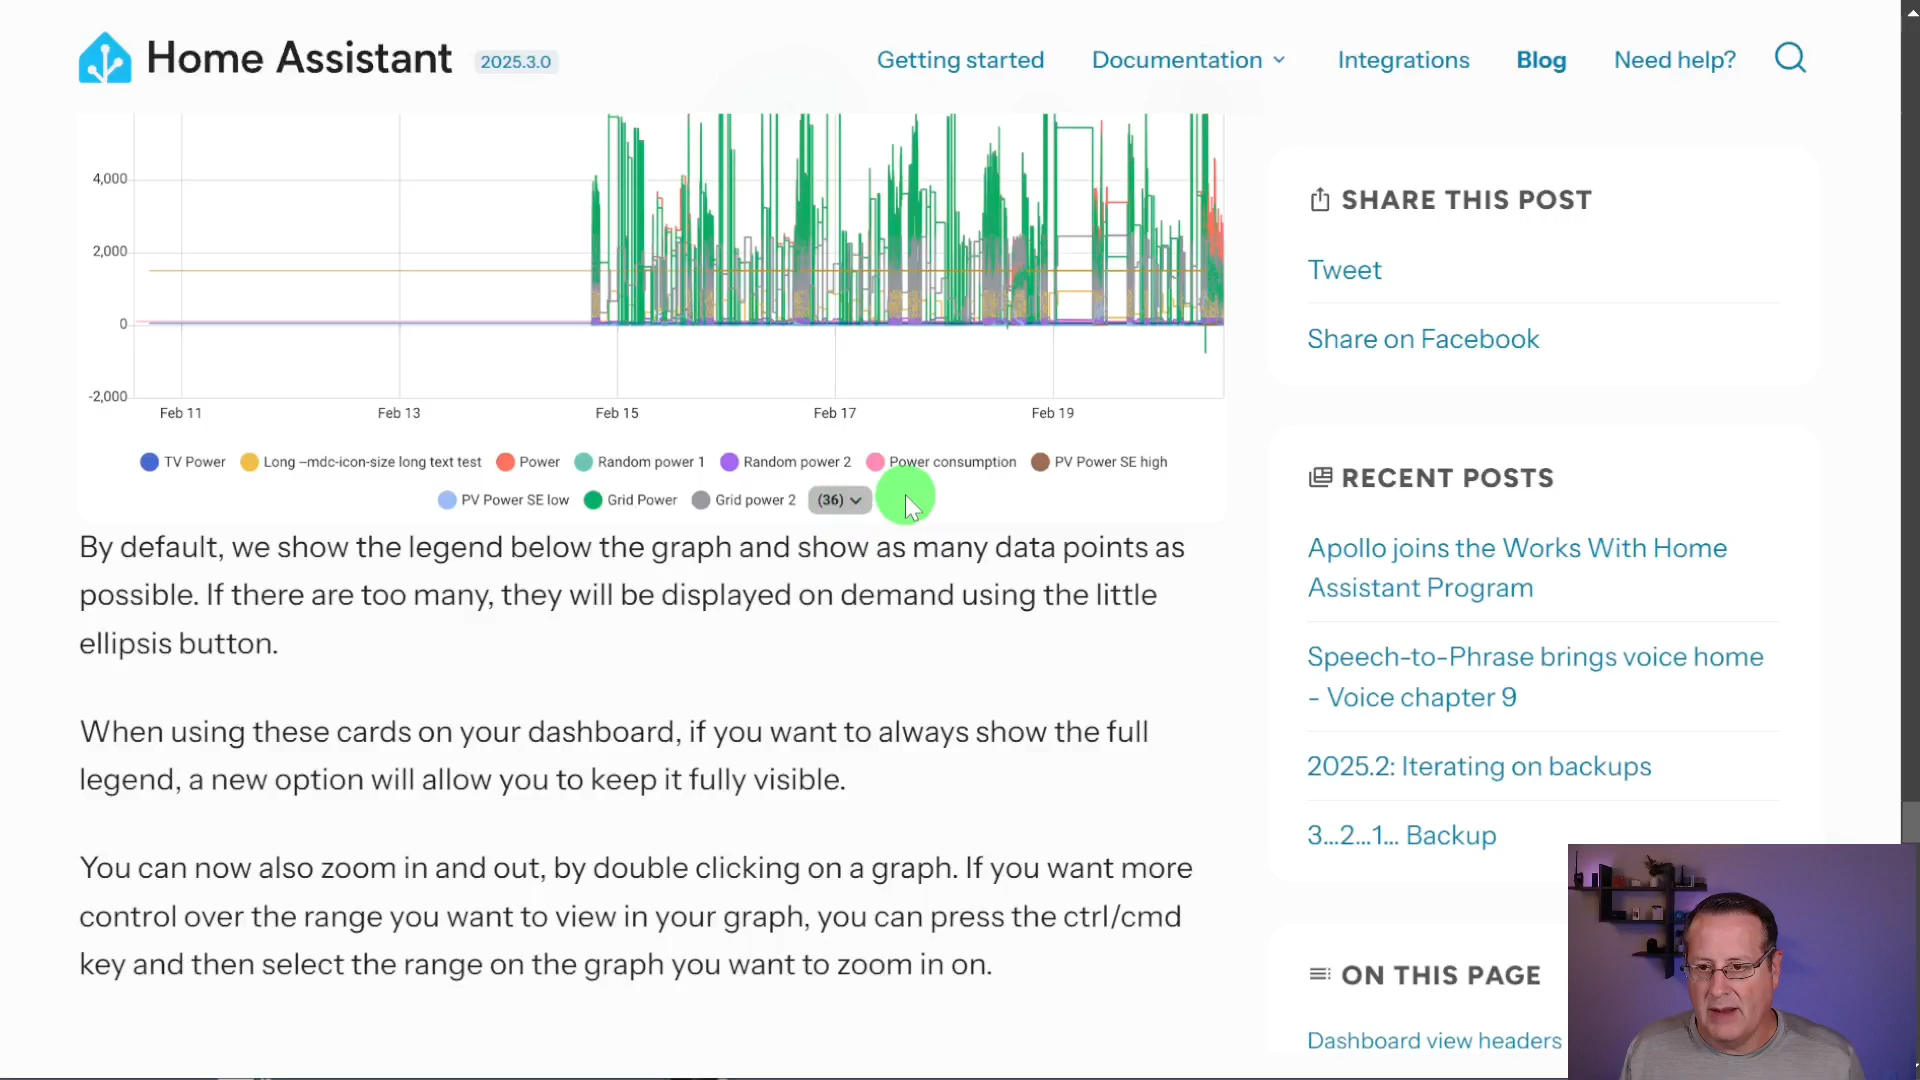 Home Assistant 2025.3.0
Getting started Documentation Integrations Blog Need help?
4,000
2,000
0
-2,000
Feb 11 Feb 13 Feb 15 Feb 17 Feb 19
TV Power Long –mdc-icon-size long text test Power Random power 1 Random power 2 Power consumption PV Power SE high
PV Power SE low Grid Power Grid power 2 (36)
By default, we show the legend below the graph and show as many data points as
possible. If there are too many, they will be displayed on demand using the little
ellipsis button.
When using these cards on your dashboard, if you want to always show the full
legend, a new option will allow you to keep it fully visible.
You can now also zoom in and out, by double clicking on a graph. If you want more
control over the range you want to view in your graph, you can press the ctrl/cmd
key and then select the range on the graph you want to zoom in on.
SHARE THIS POST
Tweet
Share on Facebook
RECENT POSTS
Apollo joins the Works With Home
Assistant Program
Speech-to-Phrase brings voice home
- Voice chapter 9
2025.2: Iterating on backups
3…2…1… Backup
ON THIS PAGE
Dashboard view headers